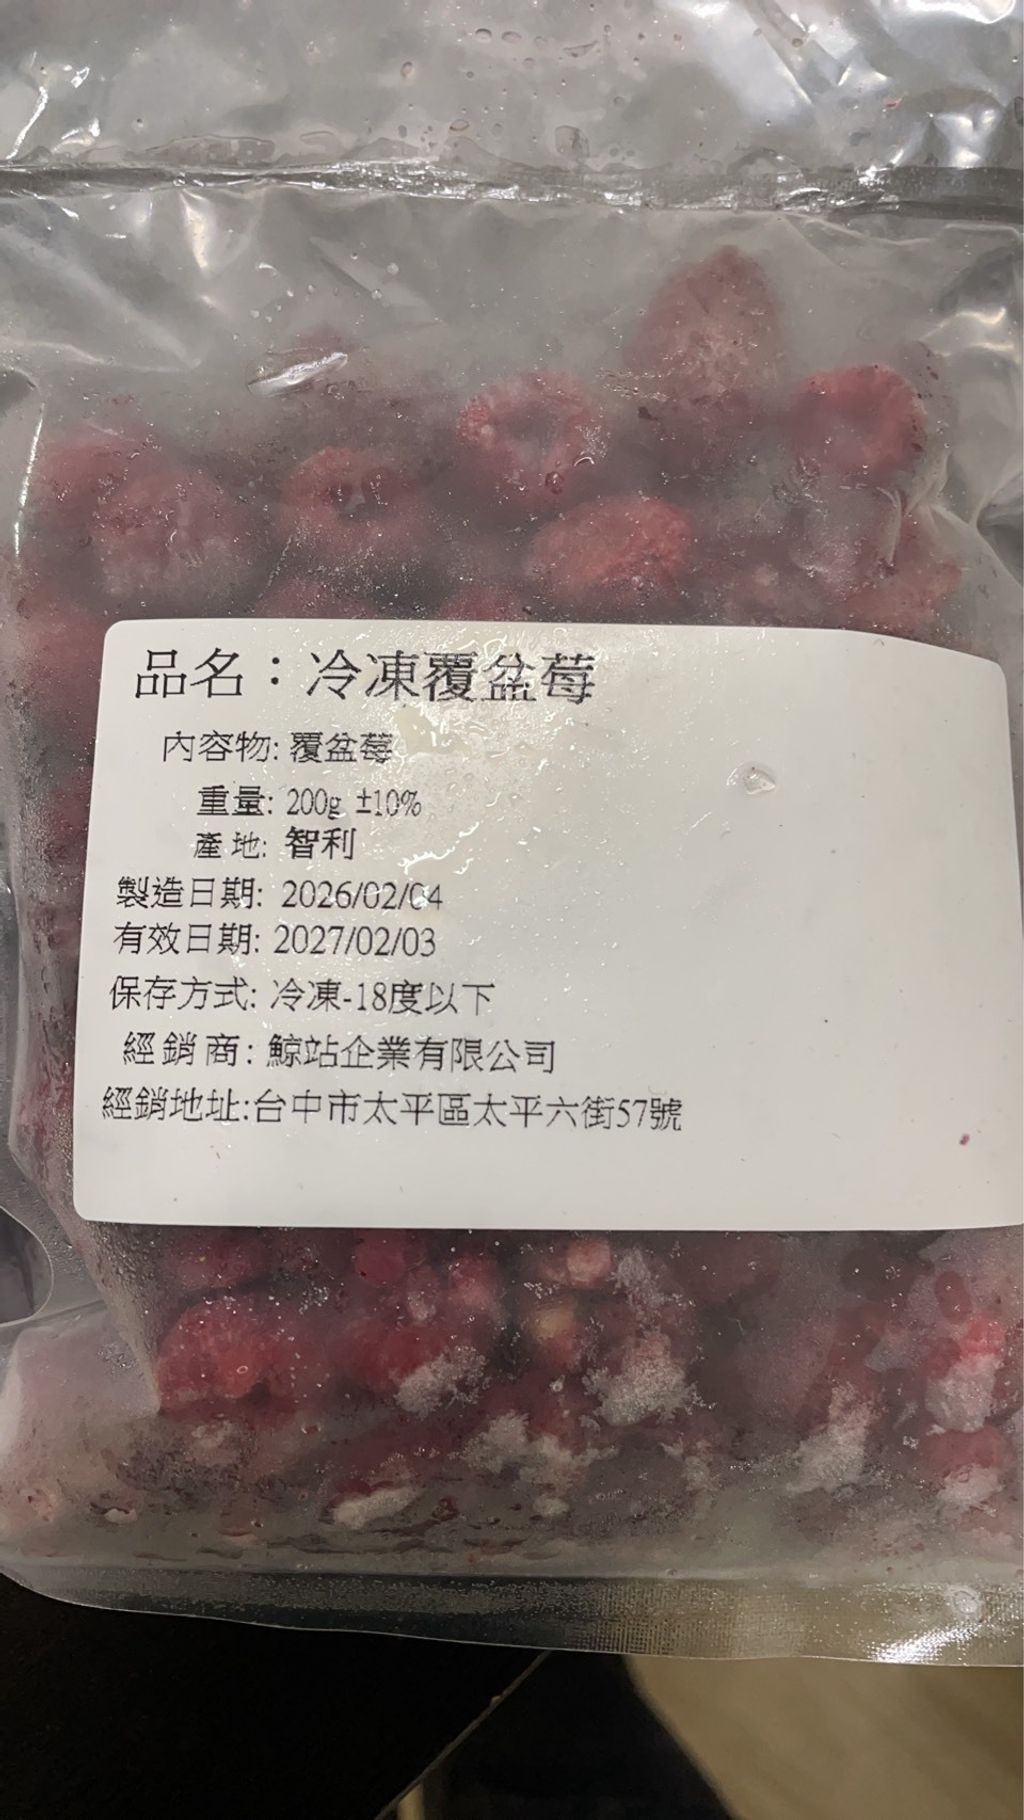 品名：冷凍覆盆莓
內容物: 覆盆莓
重量: 200g ±10%
產地: 智利
製造日期: 2026/02/04
有效日期: 2027/02/03
保存方式: 冷凍-18度以下
經銷商: 鯨站企業有限公司
經銷地址:台中市太平區太平六街57號